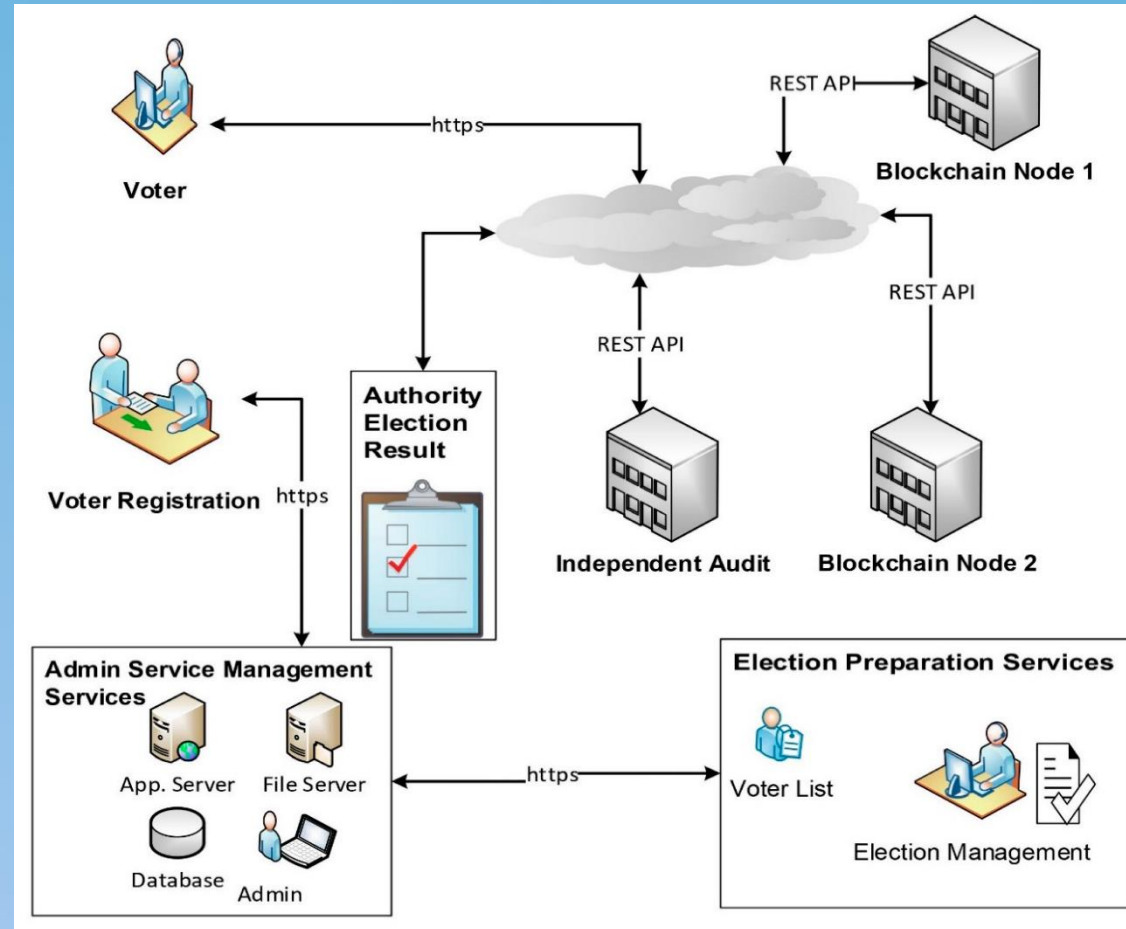 REST API
https
Voter
Blockchain Node 1
REST API
REST API
Authority
Election
Result
Voter Registration
https
Independent Audit
Blockchain Node 2
Admin Service Management
Services
App. Server
File Server
Database
Admin
https
Election Preparation Services
Voter List
Election Management